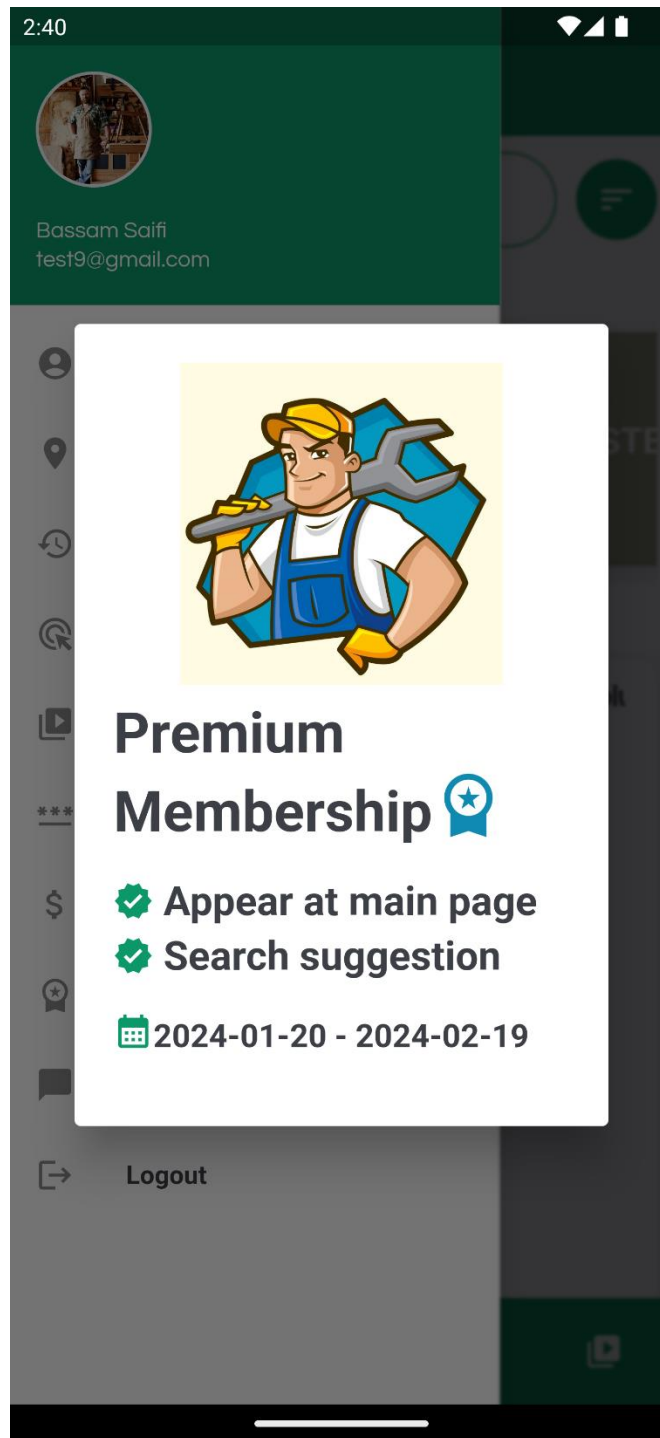 2:40
Bassam Saifi
test9@gmail.com
Premium
Membership
Appear at main page
Search suggestion
2024-01-20 - 2024-02-19
Logout